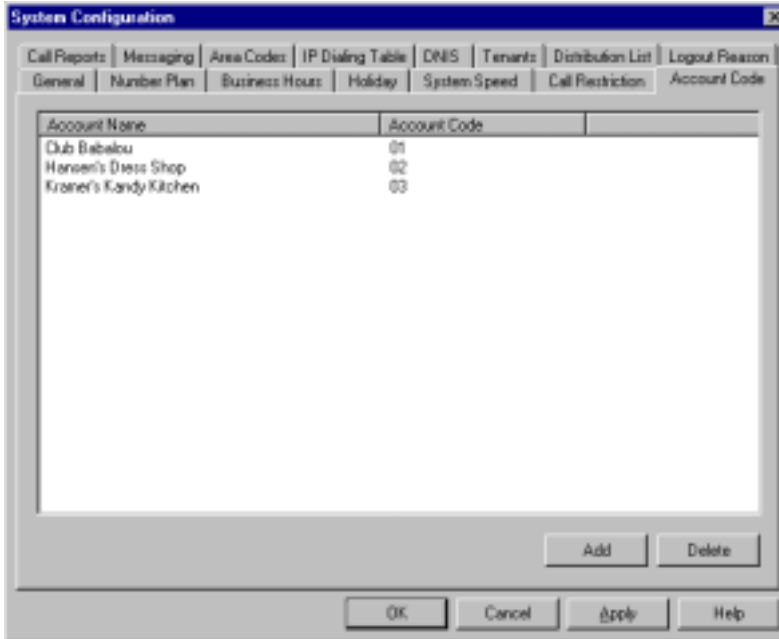 System Configuration
Call Reports Messaging Area Codes IP Dialing Table DNIS Tenants Distribution List Logout Reason
General Number Plan Business Hours Holiday System Speed Call Restriction Account Code
Account Name Account Code
Club Babalou 01
Hansen's Dress Shop 02
Kramer's Kandy Kitchen 03
Add Delete
OK Cancel Apply Help